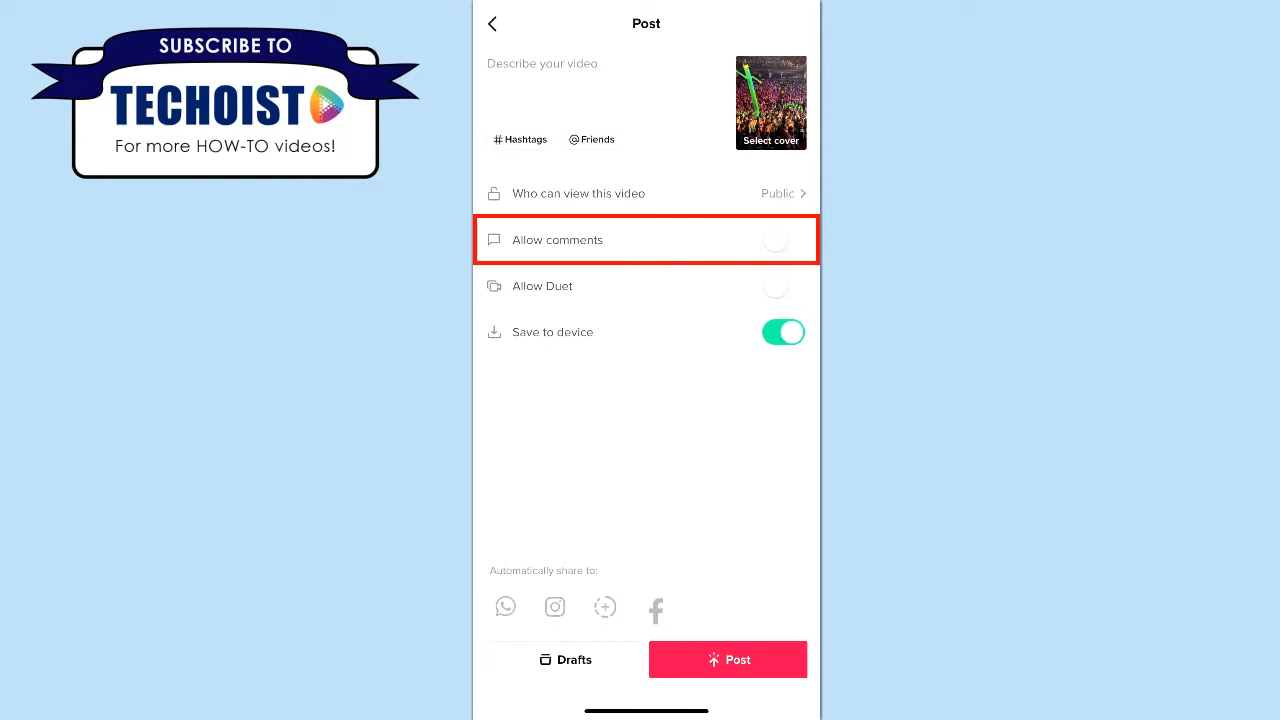 SUBSCRIBE TO
TECHOIST
For more HOW-TO videos!
Post
Describe your video
# Hashtags @ Friends
Select cover
Who can view this video Public
Allow comments
Allow Duet
Save to device
Automatically share to:
Drafts Post